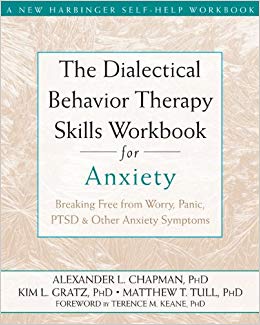 A NEW HARBINGER SELF-HELP WORKBOOK
The Dialectical
Behavior Therapy
Skills Workbook
for
Anxiety
Breaking Free from Worry, Panic,
PTSD & Other Anxiety Symptoms
ALEXANDER L. CHAPMAN, PHD
KIM L. GRATZ, PHD • MATTHEW T. TULL, PHD
FOREWORD BY TERENCE M. KEANE, PHD